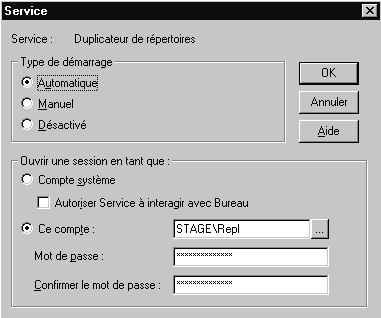 Service
Service : Duplicateur de répertoires
Type de démarrage
Automatique
Manuel
Désactivé
OK
Annuler
Aide
Ouvrir une session en tant que :
Compte système
Autoriser Service à interagir avec Bureau
Ce compte : STAGE\Repl ...
Mot de passe : *************
Confirmer le mot de passe : *************